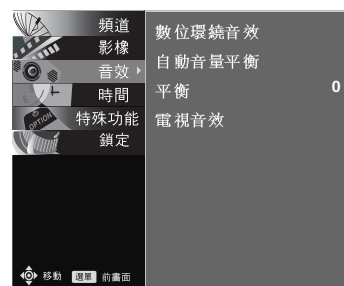 頻道
影像
音效
時間
OPTION 特殊功能
鎖定
移動 選單 前畫面
數位環繞音效
自動音量平衡
平衡 0
電視音效